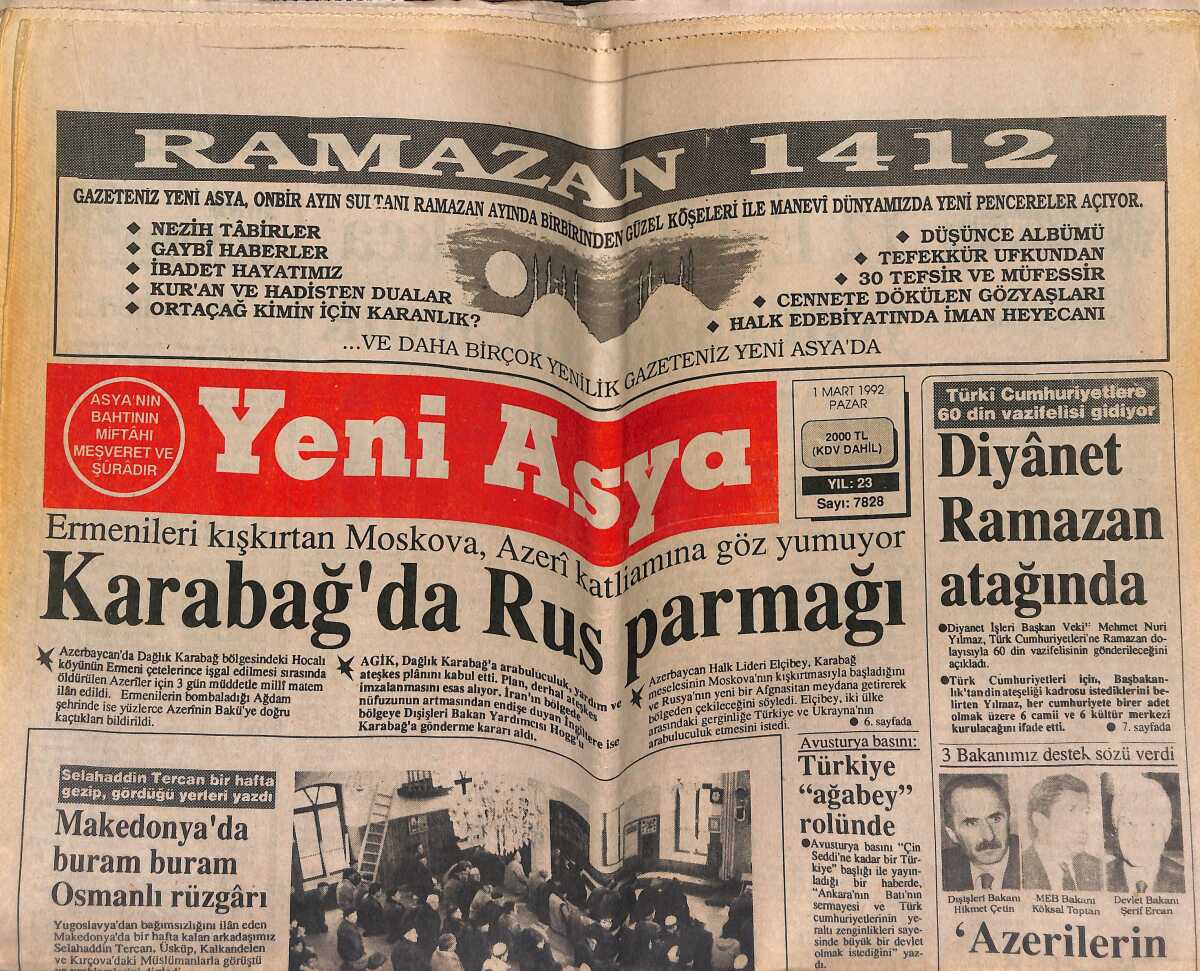 RAMAZAN 1412
GAZETENİZ YENİ ASYA, ONBİR AYIN SULTANI RAMAZAN AYINDA BİRBİRİNDEN GÜZEL KÖŞELERİ İLE MANEVİ DÜNYAMIZDA YENİ PENCERELER AÇIYOR.
◆ NEZİH TÂBİRLER
◆ GAYBÎ HABERLER
◆ İBADET HAYATIMIZ
◆ KUR'AN VE HADİSTEN DUALAR
◆ ORTAÇAĞ KİMİN İÇİN KARANLIK?
◆ DÜŞÜNCE ALBÜMÜ
◆ TEFEKKÜR UFKUNDAN
◆ 30 TEFSİR VE MÜFESSİR
◆ CENNETE DÖKÜLEN GÖZYAŞLARI
◆ HALK EDEBİYATINDA İMAN HEYECANI
...VE DAHA BİRÇOK YENİLİK GAZETENİZ YENİ ASYA'DA
ASYA'NIN
BAHTININ
MİFTÂHI
MEŞVERET VE
ŞÛRÂDIR
Yeni Asya
1 MART 1992
PAZAR
2000 TL
(KDV DAHİL)
YIL: 23
Sayı: 7828
Ermenileri kışkırtan Moskova, Azerî katliamına göz yumuyor
Karabağ'da Rus parmağı
Azerbaycan'da Dağlık Karabağ bölgesindeki Hocalı
köyünün Ermeni çetelerince işgal edilmesi sırasında
öldürülen Azerîler için 3 gün müddetle millî matem
ilân edildi. Ermenilerin bombaladığı Ağdam
şehrinde ise yüzlerce Azerînin Bakü'ye doğru
kaçtıkları bildirildi.
AGİK, Dağlık Karabağ'a arabuluculuk, yardım ve
ateşkes plânını kabul etti. Plan, derhal ateşkes
imzalanmasını esas alıyor. İran'ın bölgede
nüfuzunun artmasından endişe duyan İngiltere ise
bölgeye Dışişleri Bakan Yardımcısı Hogg'u
Karabağ'a gönderme kararı aldı.
Azerbaycan Halk Lideri Elçibey, Karabağ
meselesinin Moskova'nın kışkırtmasıyla başladığını
ve Rusya'nın yeni bir Afgnasitan meydana getirerek
bölgeden çekileceğini söyledi. Elçibey, iki ülke
arasındaki gerginliğe Türkiye ve Ukrayna'nın
arabuluculuk etmesini istedi.
● 6. sayfada
Türkî Cumhuriyetlere
60 din vazifelisi gidiyor
Diyânet
Ramazan
atağında
●Diyanet İşleri Başkan Veki" Mehmet Nuri
Yılmaz, Türk Cumhuriyetleri'ne Ramazan do-
layısıyla 60 din vazifelisinin gönderileceğini
açıkladı.
●Türk Cumhuriyetleri için, Başbakan-
lık'tan din ateşeliği kadrosu istediklerini be-
lirten Yılmaz, her cumhuriyete birer adet
olmak üzere 6 camii ve 6 kültür merkezi
kurulacağını ifade etti. ● 7. sayfada
3 Bakanımız destek sözü verdi
Dışişleri Bakanı
Hikmet Çetin
MEB Bakanı
Köksal Toptan
Devlet Bakanı
Şerif Ercan
'Azerilerin
Avusturya basını:
Türkiye
“ağabey”
rolünde
●Avusturya basını “Çin
Seddi'ne kadar bir Tür-
kiye” başlığı ile yayın-
ladığı bir haberde,
“Ankara'nın Batı'nın
sermayesi ve Türk
cumhuriyetlerinin ye-
raltı zenginlikleri saye-
sinde büyük bir devlet
olmak istediğini” yaz-
dı.
Selahaddin Tercan bir hafta
gezip, gördüğü yerleri yazdı
Makedonya'da
buram buram
Osmanlı rüzgârı
Yugoslavya'dan bağımsızlığını ilân eden
Makedonya'da bir hafta kalan arkadaşımız
Selahaddin Tercan, Üsküp, Kalkandelen
ve Kırçova'daki Müslümanlarla görüştü